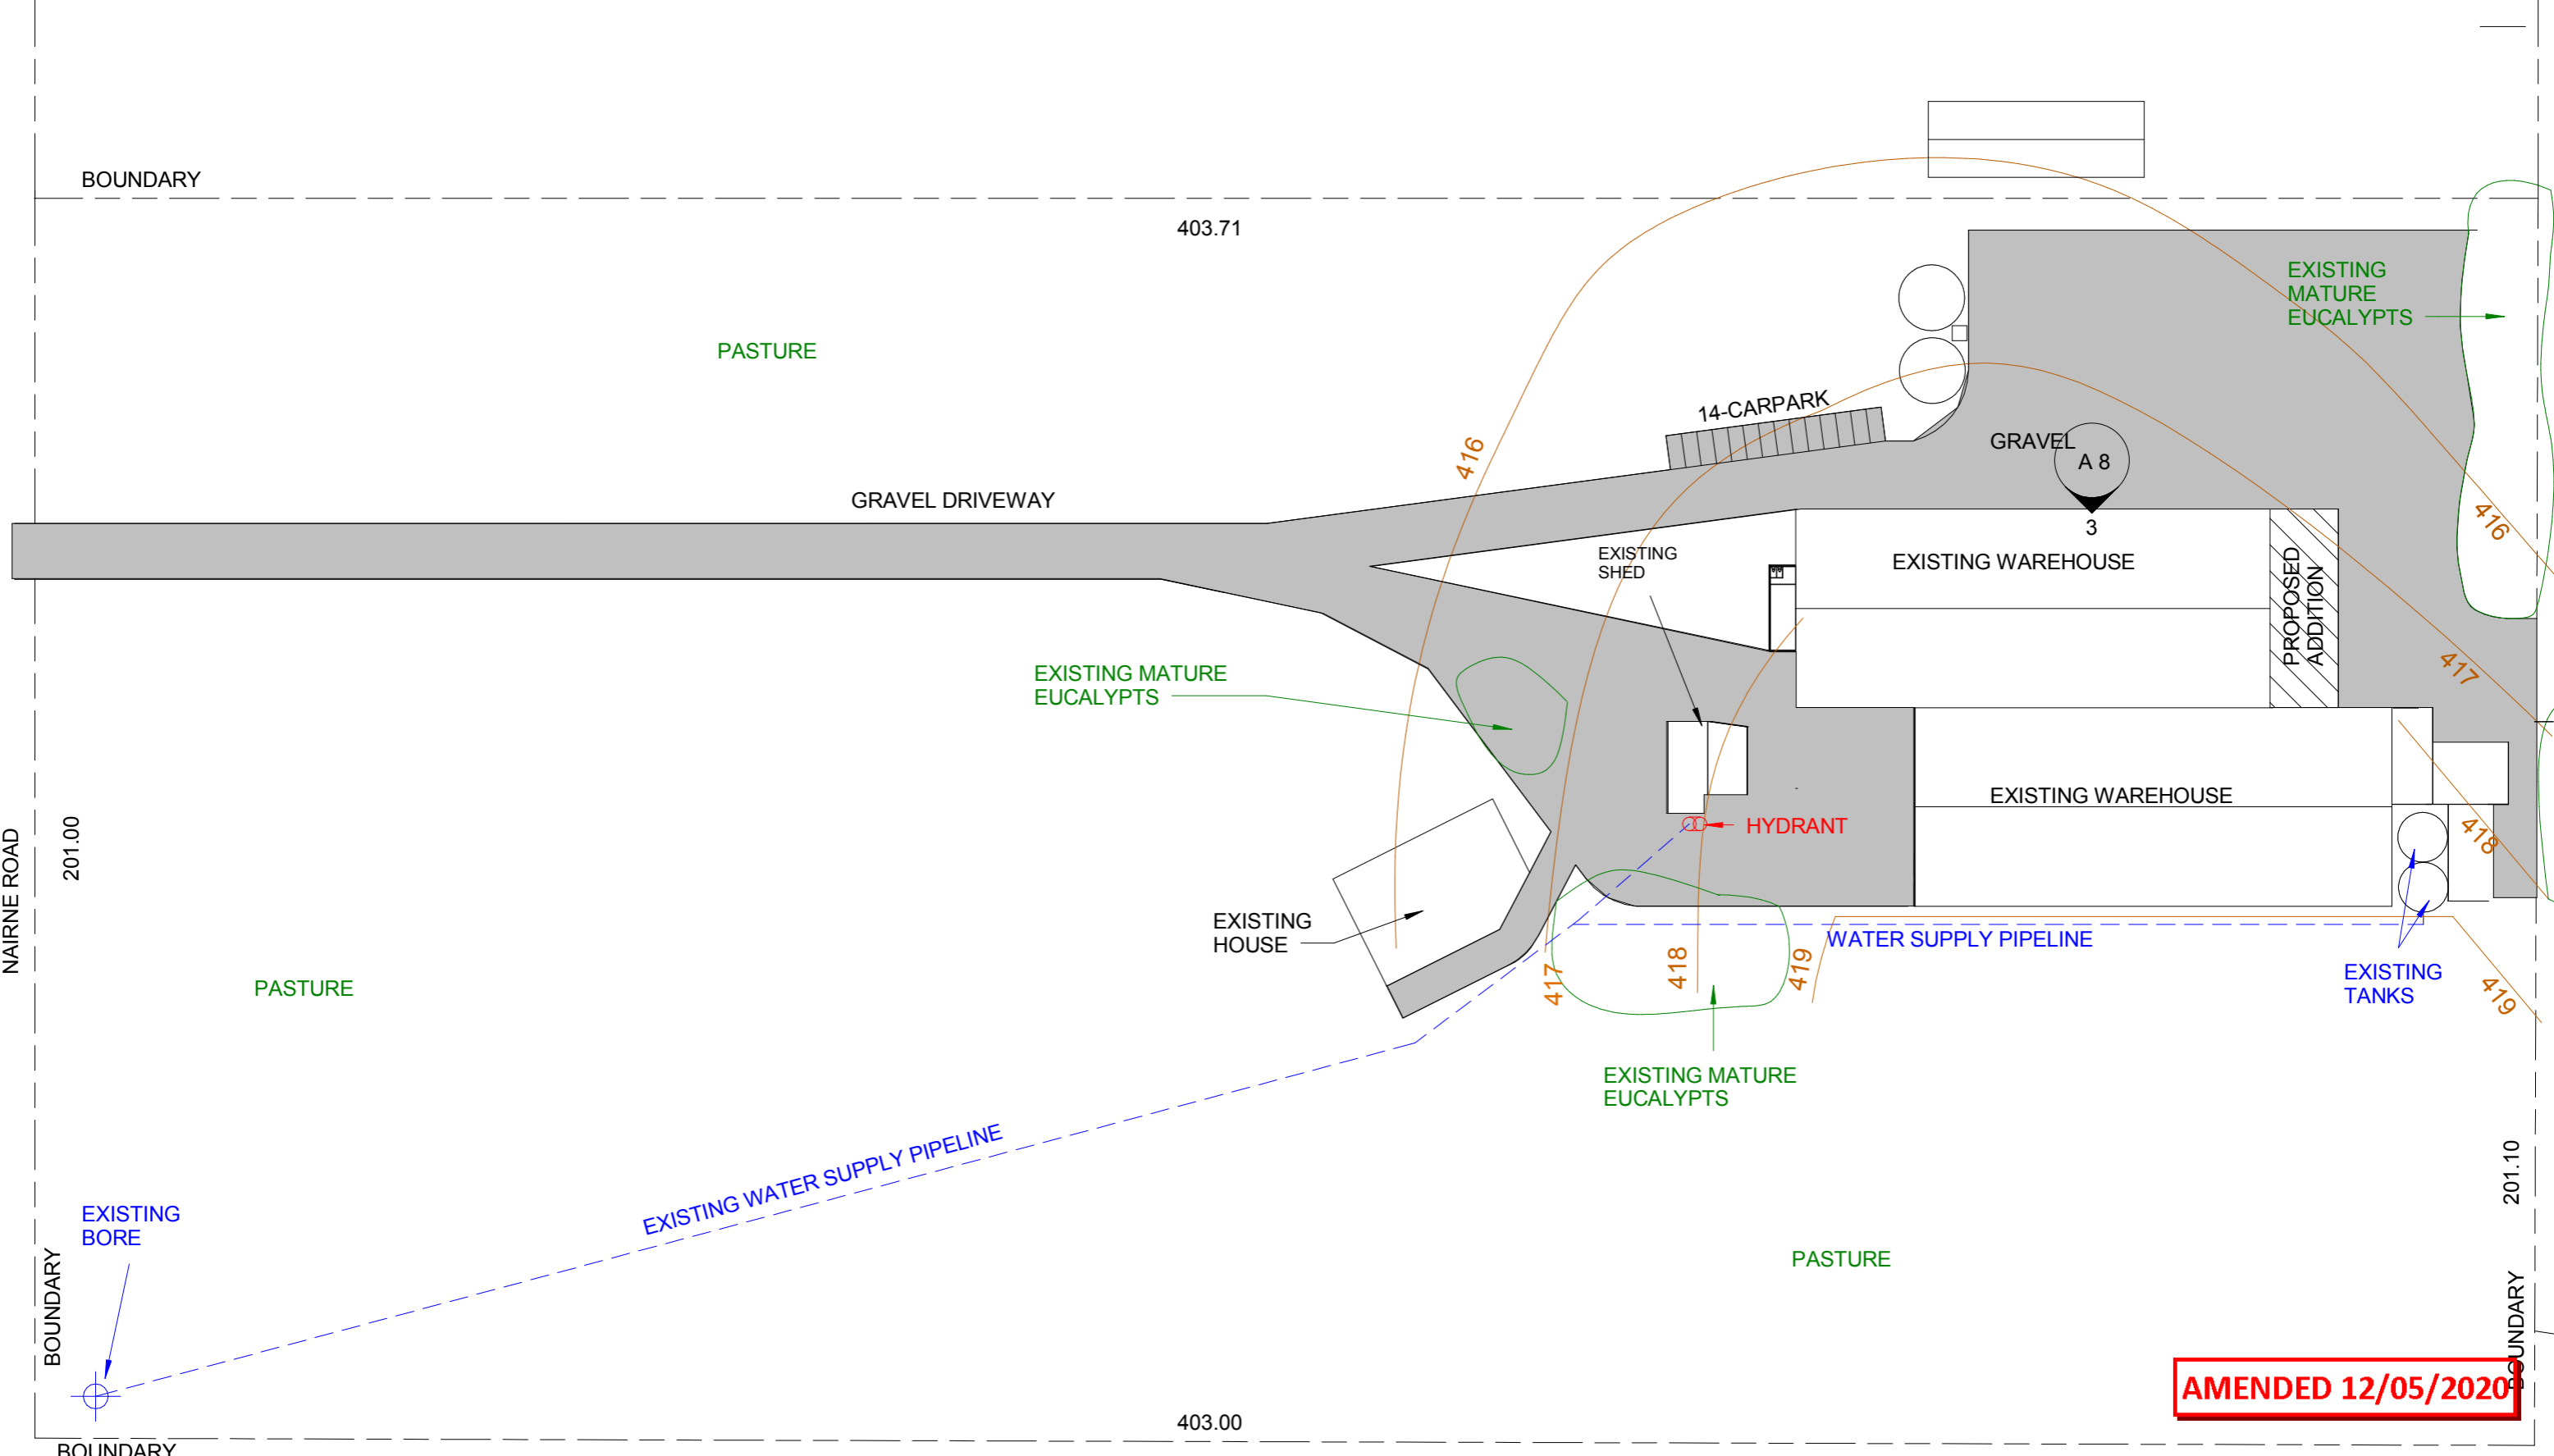 BOUNDARY
403.71
EXISTING
MATURE
EUCALYPTS
PASTURE
14-CARPARK
416
GRAVEL
A 8
3
GRAVEL DRIVEWAY
416
EXISTING
SHED
EXISTING WAREHOUSE
PROPOSED
ADDITION
417
EXISTING MATURE
EUCALYPTS
EXISTING WAREHOUSE
HYDRANT
418
NAIRNE ROAD
201.00
EXISTING
HOUSE
WATER SUPPLY PIPELINE
417
418
419
EXISTING
TANKS
419
PASTURE
EXISTING MATURE
EUCALYPTS
EXISTING WATER SUPPLY PIPELINE
201.10
EXISTING
BORE
PASTURE
BOUNDARY
BOUNDARY
AMENDED 12/05/2020
403.00
BOUNDARY